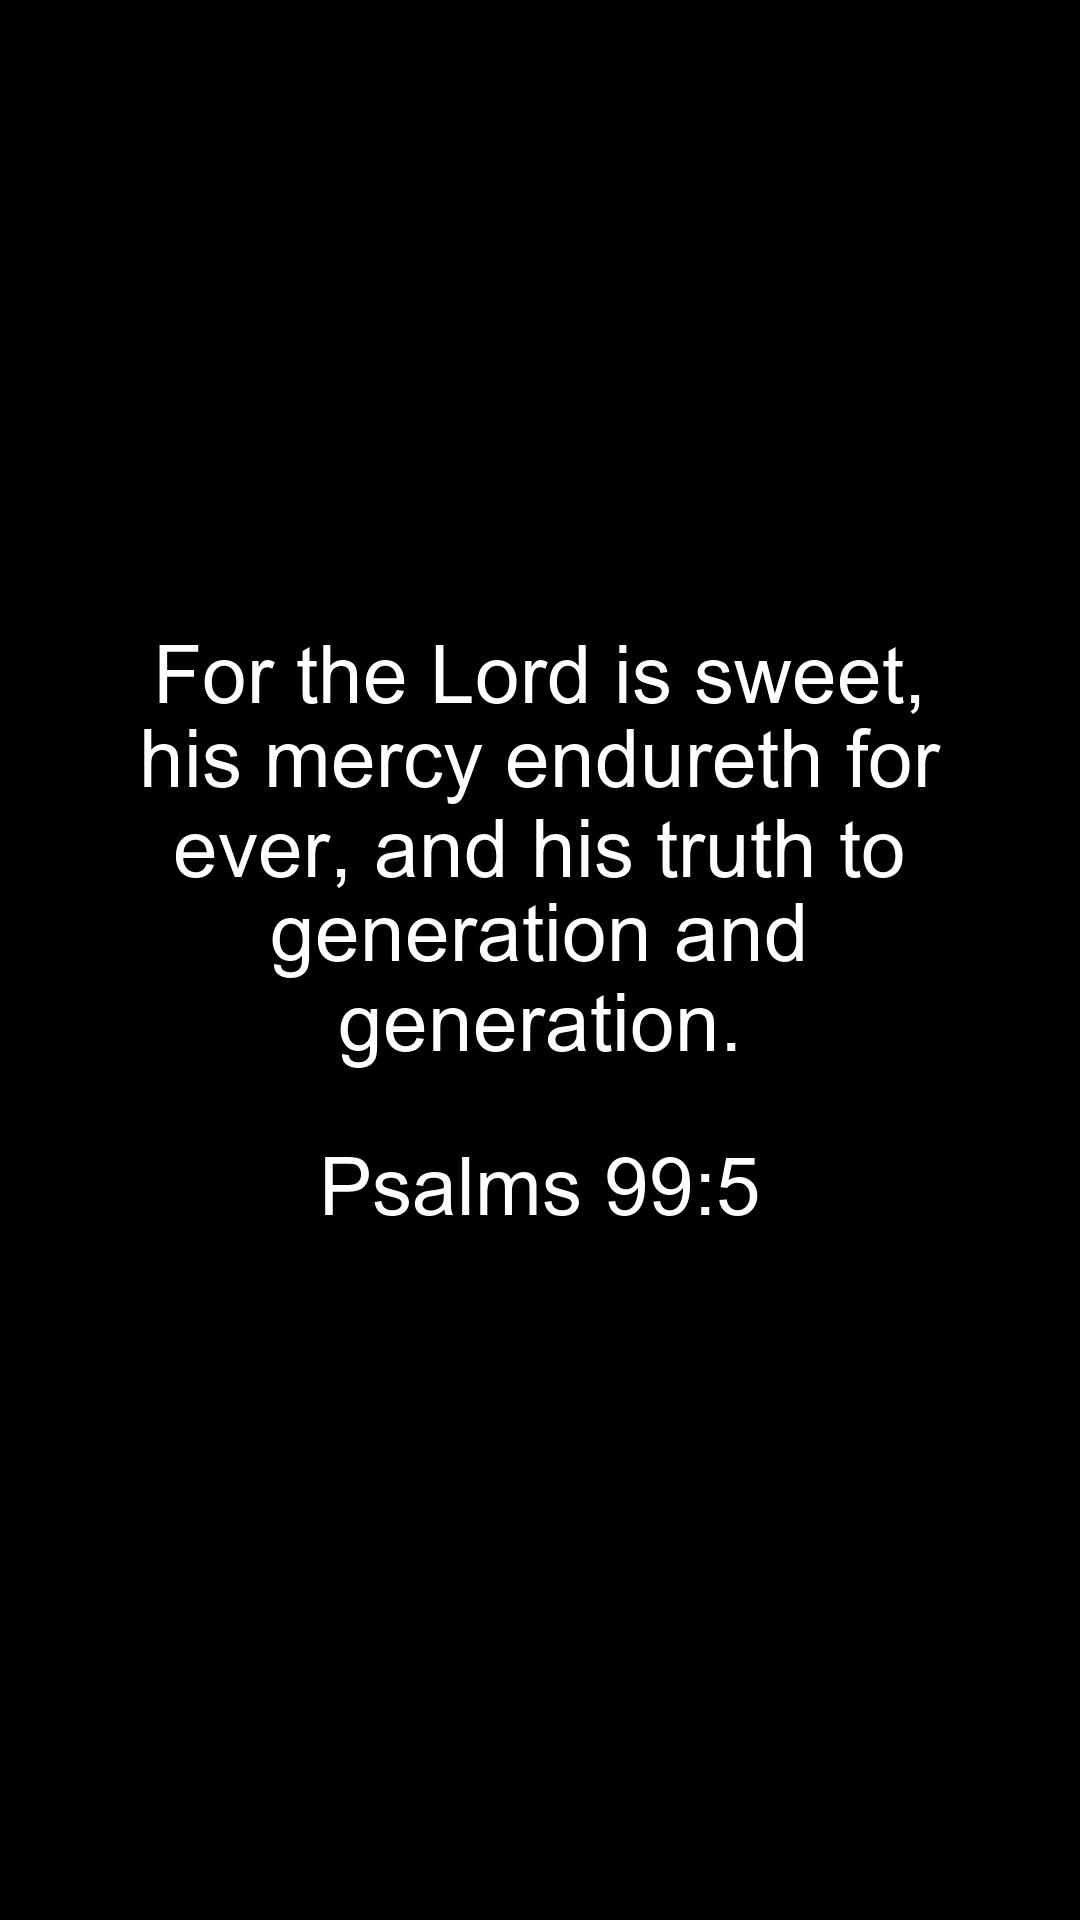 For the Lord is sweet,
his mercy endureth for
ever, and his truth to
generation and
generation.
Psalms 99:5